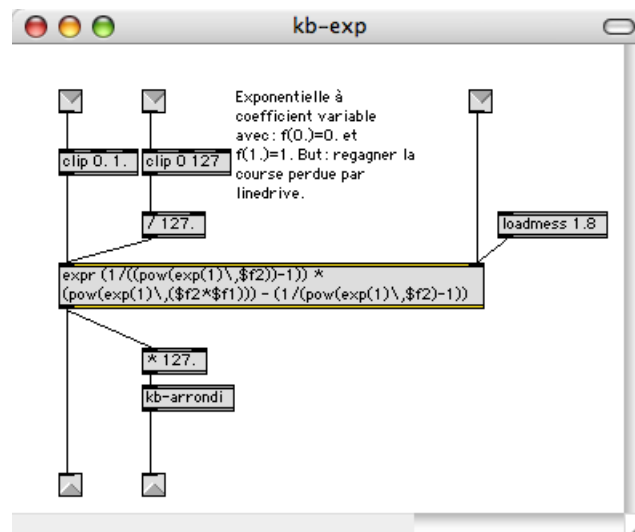 kb-exp
Exponentielle à
coefficient variable
avec: f(0.)=0. et
f(1.)=1. But: regagner la
course perdue par
linedrive.
clip 0. 1.
clip 0 127
/ 127.
loadmess 1.8
expr (1/((pow(exp(1)\,$f2))-1)) *
(pow(exp(1)\,($f2*$f1))) - (1/(pow(exp(1)\,$f2)-1))
* 127.
kb-arrondi